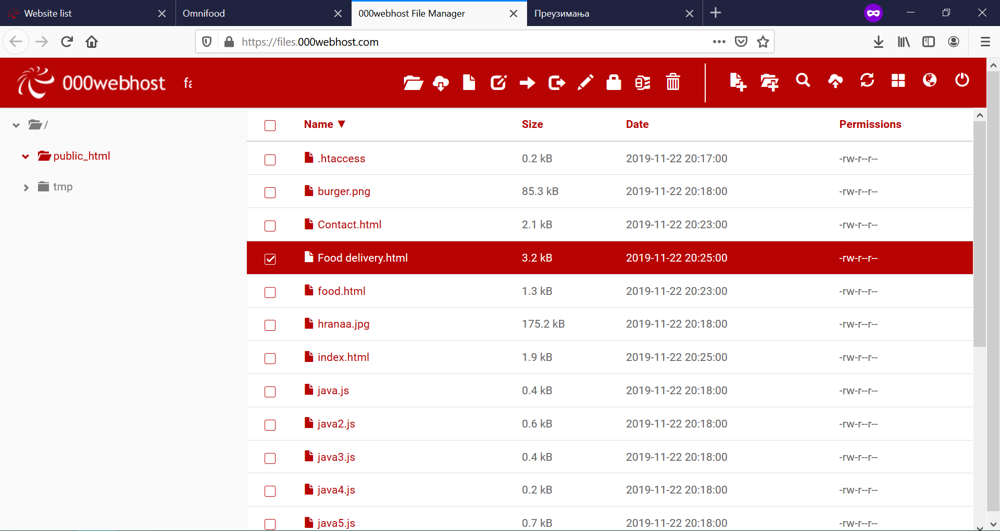 Website list
Omnifood
000webhost File Manager
Преузимања
https://files.000webhost.com
000webhost
fa
/
public_html
tmp
Name ▼ Size Date Permissions
.htaccess 0.2 kB 2019-11-22 20:17:00 -rw-r--r--
burger.png 85.3 kB 2019-11-22 20:18:00 -rw-r--r--
Contact.html 2.1 kB 2019-11-22 20:23:00 -rw-r--r--
Food delivery.html 3.2 kB 2019-11-22 20:25:00 -rw-r--r--
food.html 1.3 kB 2019-11-22 20:23:00 -rw-r--r--
hranaa.jpg 175.2 kB 2019-11-22 20:18:00 -rw-r--r--
index.html 1.9 kB 2019-11-22 20:25:00 -rw-r--r--
java.js 0.4 kB 2019-11-22 20:18:00 -rw-r--r--
java2.js 0.6 kB 2019-11-22 20:18:00 -rw-r--r--
java3.js 0.4 kB 2019-11-22 20:18:00 -rw-r--r--
java4.js 0.2 kB 2019-11-22 20:18:00 -rw-r--r--
java5.js 0.7 kB 2019-11-22 20:18:00 -rw-r--r--